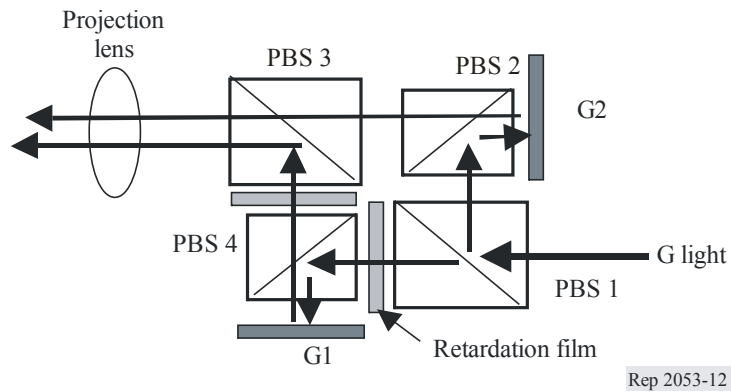 Projection
lens
PBS 3
PBS 2
G2
PBS 4
G light
PBS 1
G1
Retardation film
Rep 2053-12